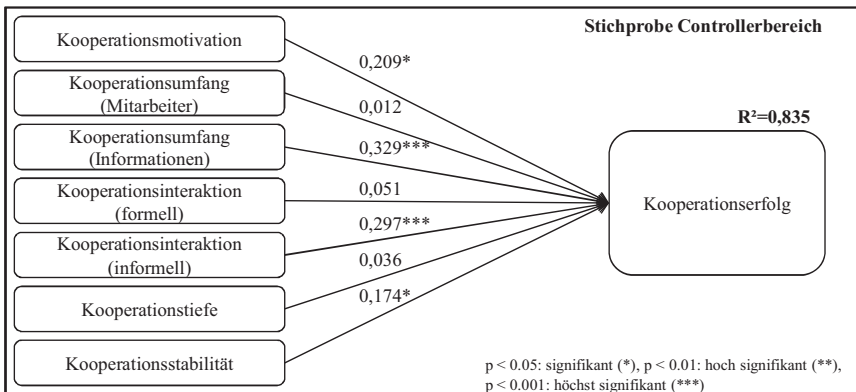 Stichprobe Controllerbereich
Kooperationsmotivation
0,209*
Kooperationsumfang
(Mitarbeiter)
0,012
R²=0,835
Kooperationsumfang
(Informationen)
0,329***
Kooperationsinteraktion
(formell)
0,051
Kooperationserfolg
Kooperationsinteraktion
(informell)
0,297***
Kooperationstiefe
0,036
Kooperationsstabilität
0,174*
p < 0.05: signifikant (*), p < 0.01: hoch signifikant (**),
p < 0.001: höchst signifikant (***)